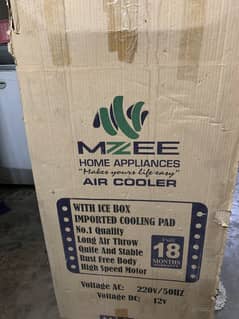 MZEE
HOME APPLIANCES
"Makes yours life easy"
AIR COOLER
WITH ICE BOX
IMPORTED COOLING PAD
No.1 Quality
Long Air Throw
Quite And Stable
Rust Free Body
High Speed Motor
18
MONTHS
Voltage AC: 220v/50HZ
Voltage DC: 12v